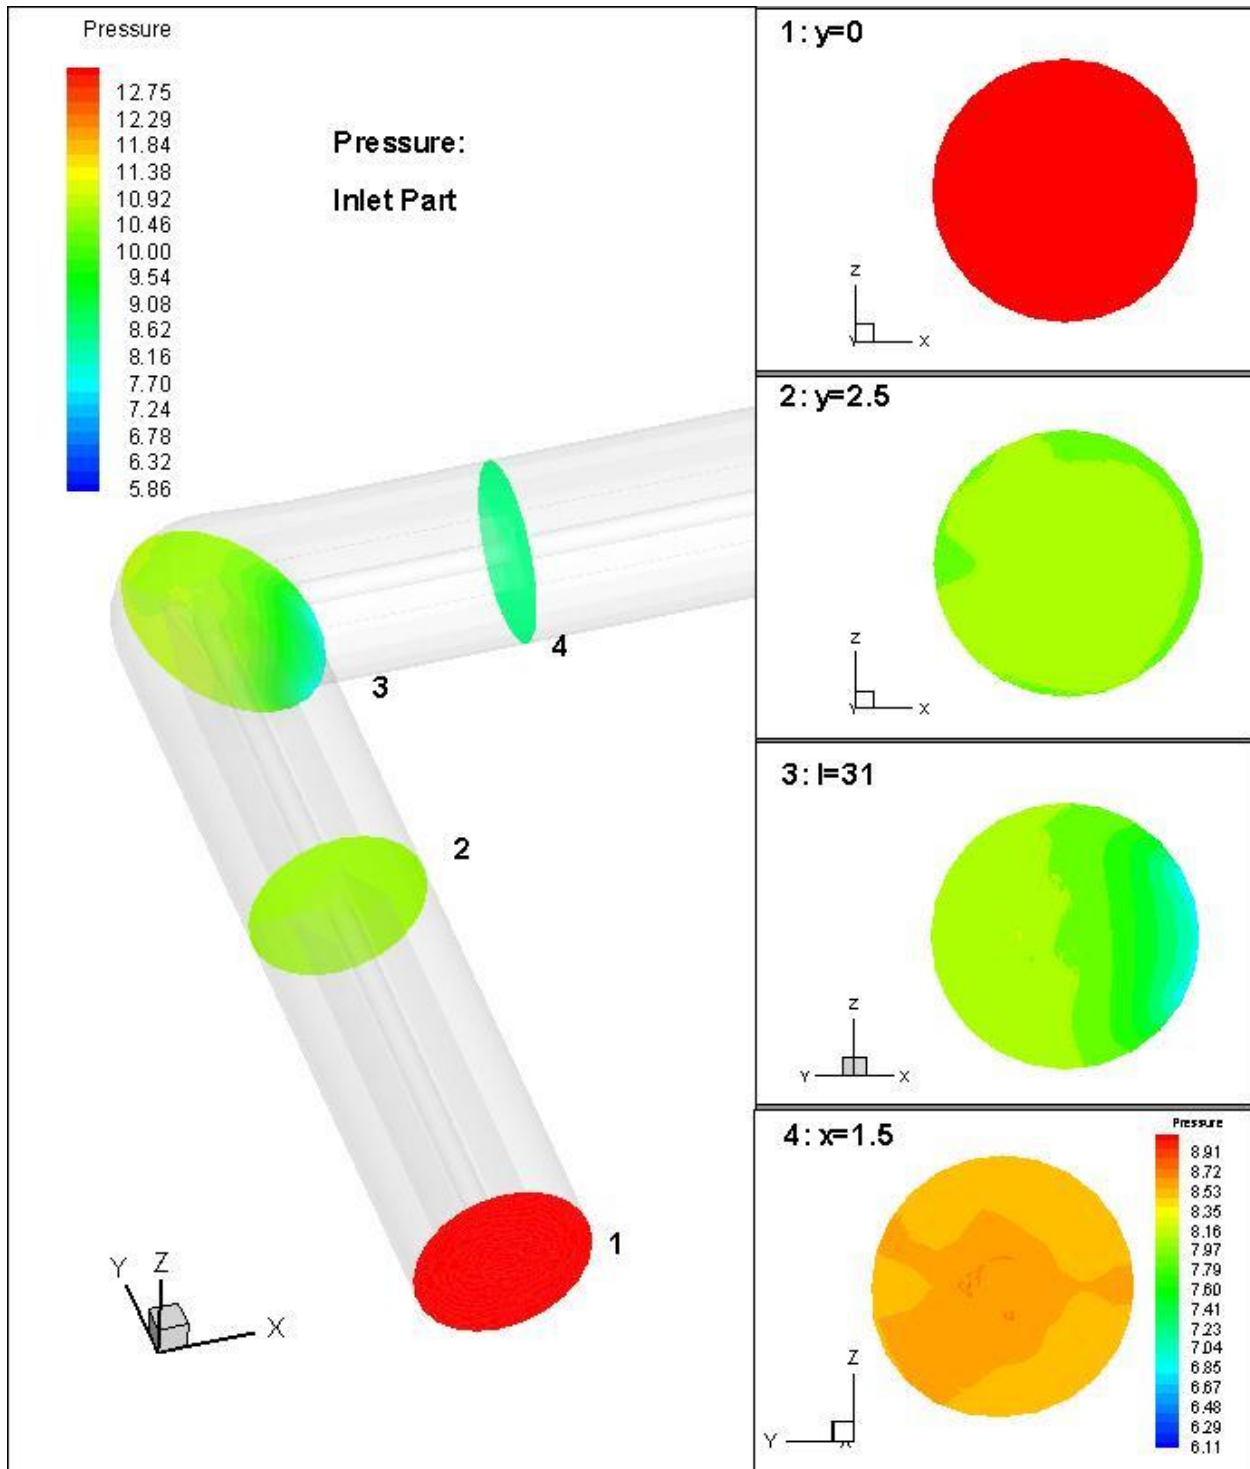 Pressure
12.75
12.29
11.84
11.38
10.92
10.46
10.00
9.54
9.08
8.62
8.16
7.70
7.24
6.78
6.32
5.86
Pressure:
Inlet Part
1
2
3
4
Y
Z
X
1: y=0
Z
Y
X
2: y=2.5
Z
Y
X
3: I=31
Z
Y
X
4: x=1.5
Pressure
8.91
8.72
8.53
8.35
8.16
7.97
7.79
7.60
7.41
7.23
7.04
6.85
6.67
6.48
6.29
6.11
Z
Y
X